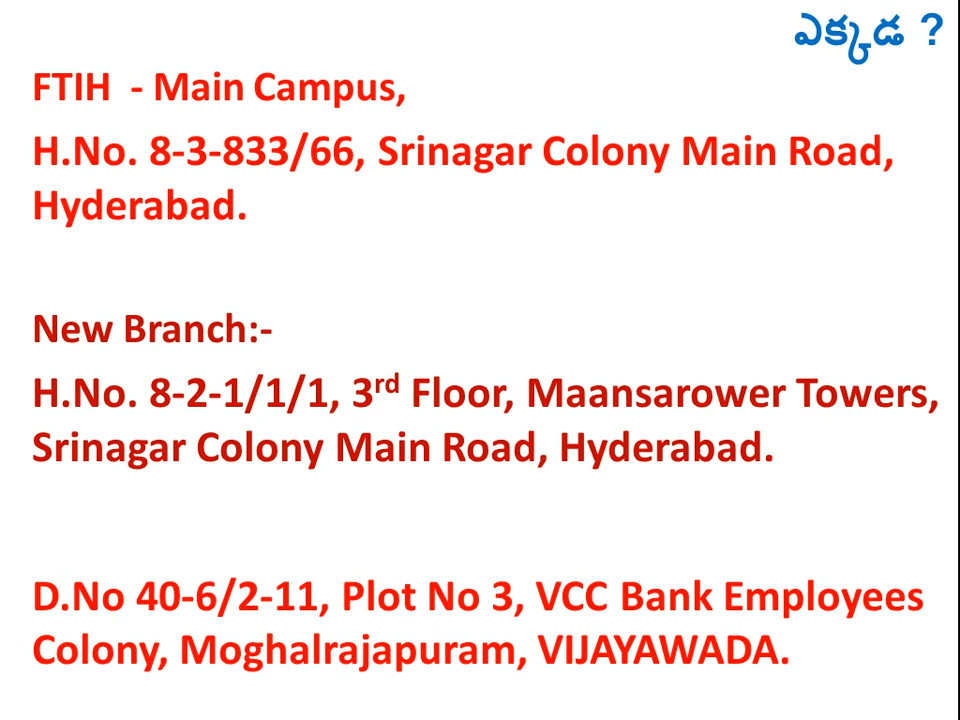 ఎక్కడ ?
FTIH - Main Campus,
H.No. 8-3-833/66, Srinagar Colony Main Road,
Hyderabad.
New Branch:-
H.No. 8-2-1/1/1, 3rd Floor, Maansarower Towers,
Srinagar Colony Main Road, Hyderabad.
D.No 40-6/2-11, Plot No 3, VCC Bank Employees
Colony, Moghalrajapuram, VIJAYAWADA.